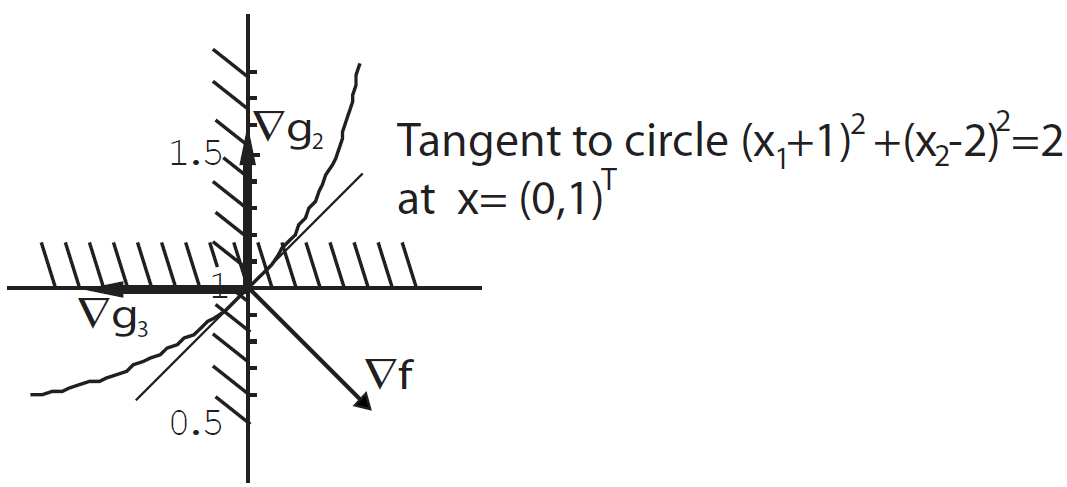 ∇g₂
1.5
Tangent to circle (x₁+1)² +(x₂-2)²=2
at x= (0,1)ᵀ
1
∇g₃
∇f
0.5